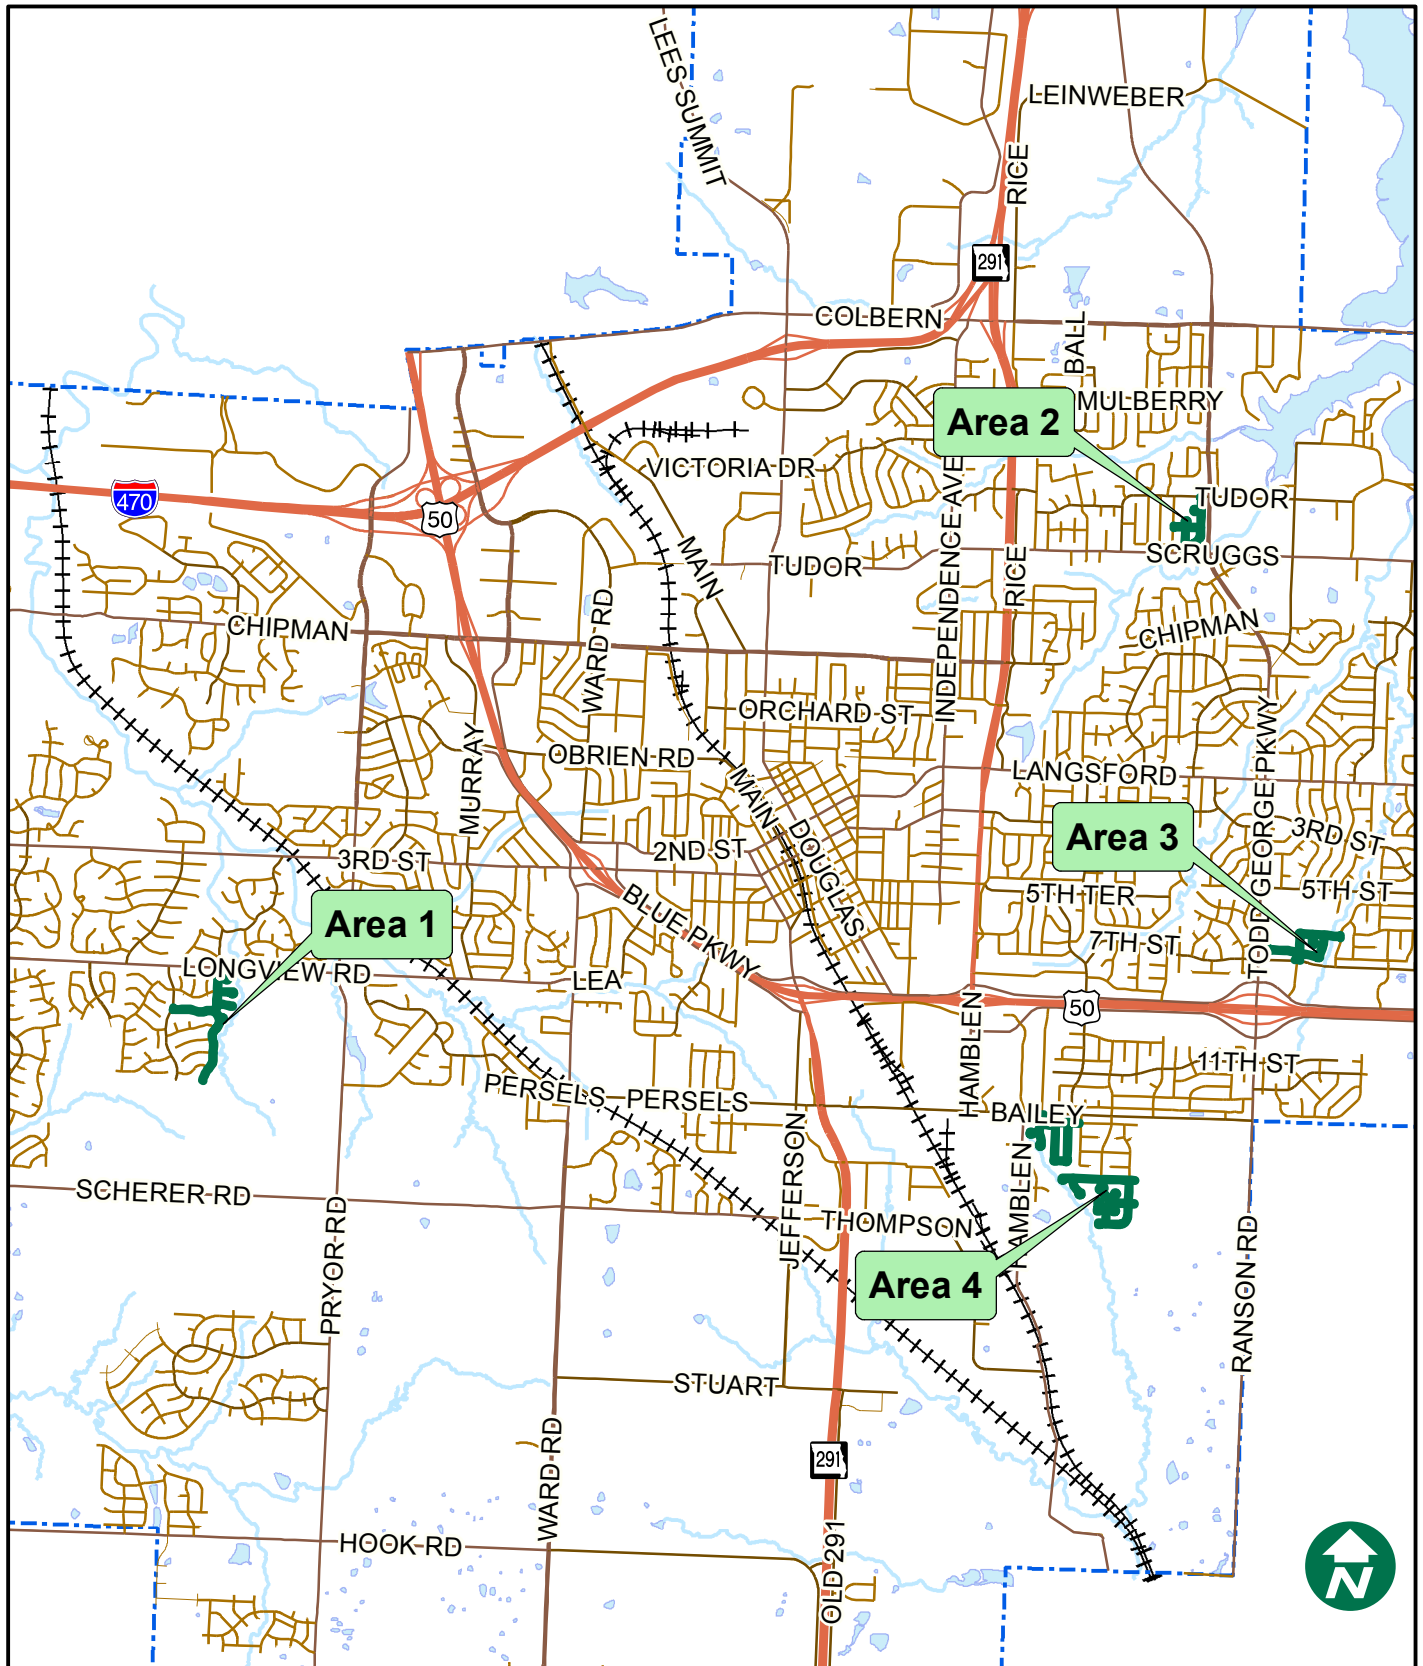 LEES SUMMIT
LEINWEBER
RICE
291
COLBERN
BALL
MULBERRY
Area 2
VICTORIA DR
INDEPENDENCE AVE
TUDOR
470
50
MAIN
TUDOR
RICE
SCRUGGS
CHIPMAN
WARD RD
CHIPMAN
ORCHARD ST
MURRAY
OBRIEN RD
MAIN
LANGSFORD
TODD GEORGE PKWY
Area 3
3RD ST
3RD ST
2ND ST
DOUGLAS
5TH TER
5TH ST
Area 1
BLUE PKWY
7TH ST
LONGVIEW RD
LEA
50
HAMBLEN
11TH ST
PERSELS
PERSELS
BAILEY
JEFFERSON
HAMBLEN
SCHERER RD
THOMPSON
PRYOR RD
RANSON RD
Area 4
STUART
WARD RD
291
HOOK RD
OLD 291
N